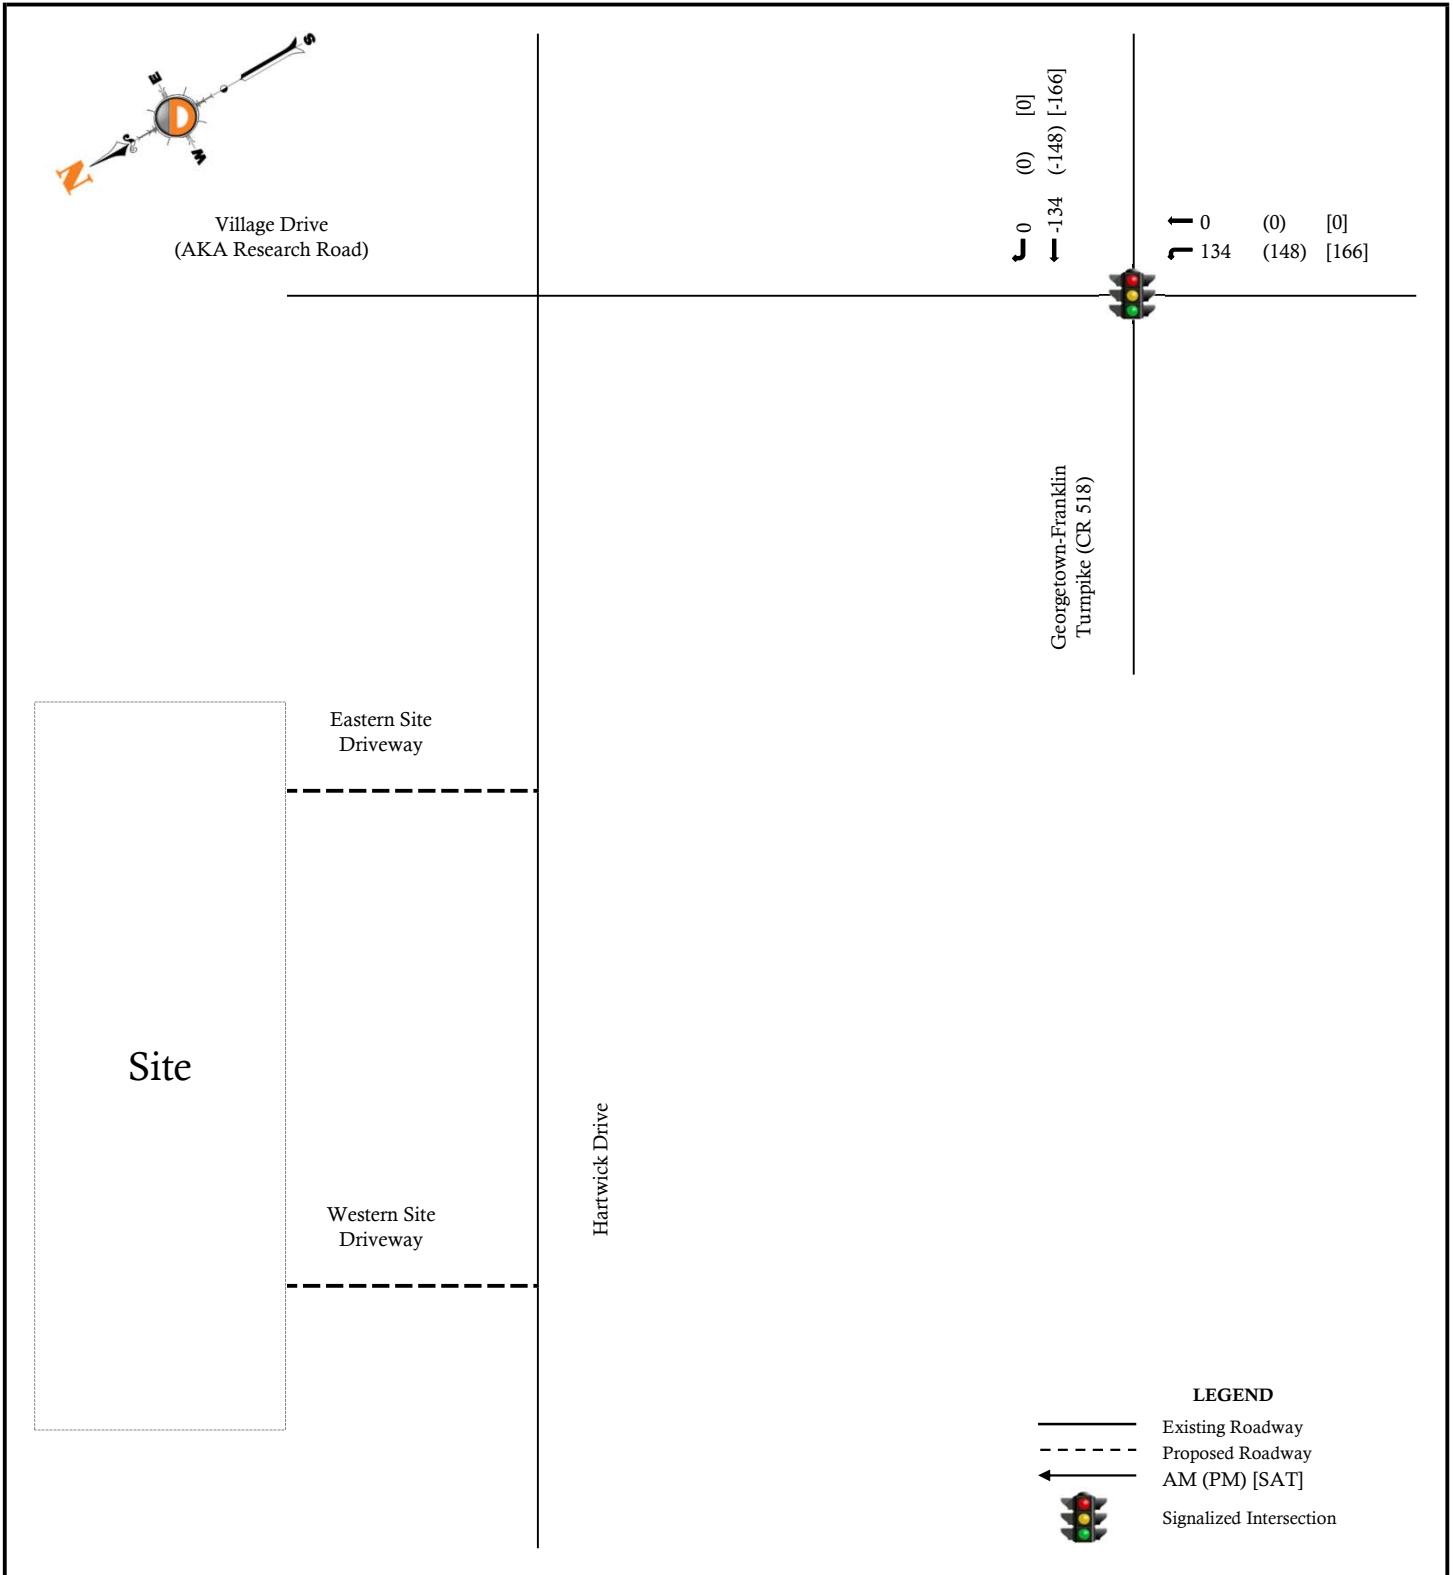 S
E
D
W
N
Village Drive
(AKA Research Road)
0 (0) [0]
-134 (-148) [-166]
0 (0) [0]
134 (148) [166]
Georgetown-Franklin
Turnpike (CR 518)
Eastern Site
Driveway
Site
Hartwick Drive
Western Site
Driveway
LEGEND
Existing Roadway
Proposed Roadway
AM (PM) [SAT]
Signalized Intersection